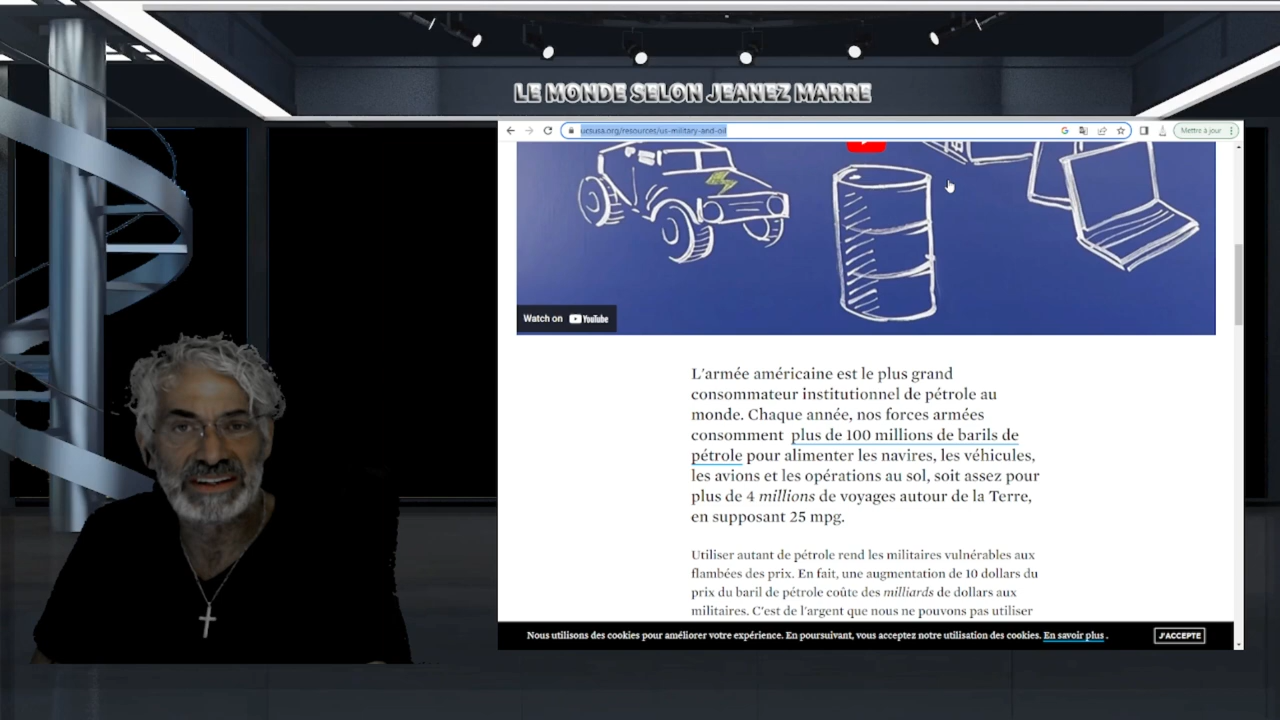 LE MONDE SELON JEANEZ MARRE
ucsusa.org/resources/us-military-and-oil
Mettre à jour
Watch on YouTube
L'armée américaine est le plus grand
consommateur institutionnel de pétrole au
monde. Chaque année, nos forces armées
consomment plus de 100 millions de barils de
pétrole pour alimenter les navires, les véhicules,
les avions et les opérations au sol, soit assez pour
plus de 4 millions de voyages autour de la Terre,
en supposant 25 mpg.
Utiliser autant de pétrole rend les militaires vulnérables aux
flambées des prix. En fait, une augmentation de 10 dollars du
prix du baril de pétrole coûte des milliards de dollars aux
militaires. C'est de l'argent que nous ne pouvons pas utiliser
Nous utilisons des cookies pour améliorer votre expérience. En poursuivant, vous acceptez notre utilisation des cookies. En savoir plus .
J'ACCEPTE